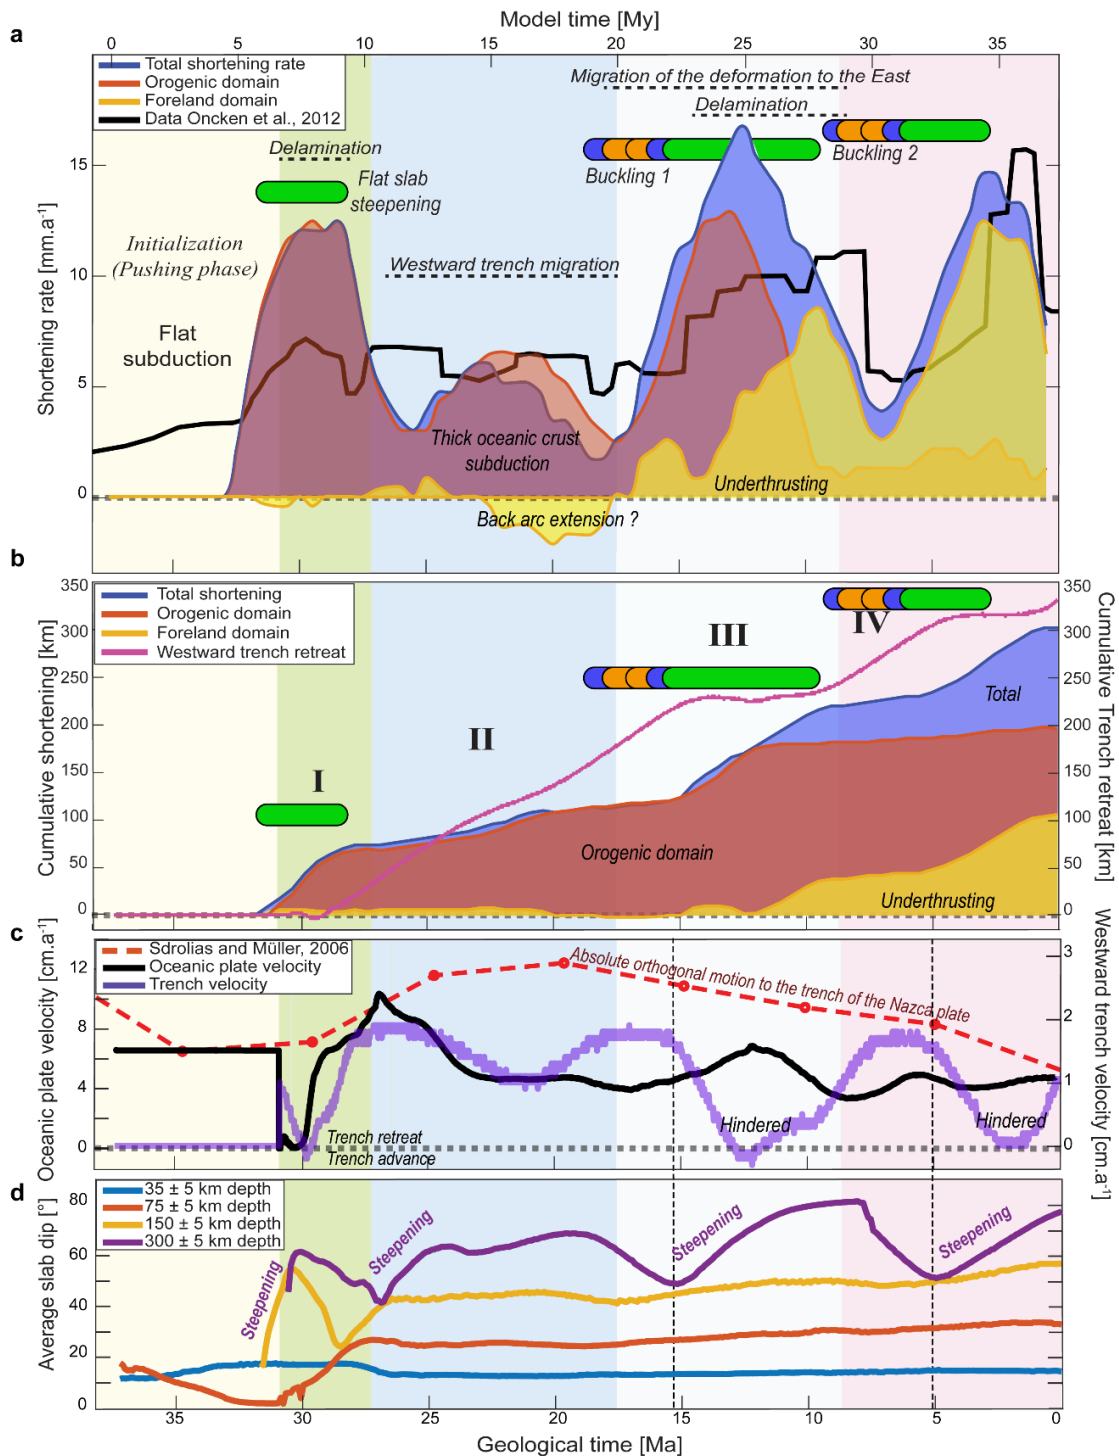 Model time [My]
a
0 5 10 15 20 25 30 35
Total shortening rate
Orogenic domain
Foreland domain
Data Oncken et al., 2012
Migration of the deformation to the East
Delamination
Delamination
Buckling 1
Buckling 2
Flat slab
steepening
Initialization
(Pushing phase)
Westward trench migration
Flat
subduction
Thick oceanic crust
subduction
Underthrusting
Back arc extension ?
Shortening rate [mm.a⁻¹]
15
10
5
0
b
Total shortening
Orogenic domain
Foreland domain
Westward trench retreat
I
II
III
IV
Total
Orogenic domain
Underthrusting
Cumulative shortening [km]
350
300
250
200
150
100
50
0
Cumulative Trench retreat [km]
350
300
250
200
150
100
50
0
c
Sdrolias and Müller, 2006
Oceanic plate velocity
Trench velocity
Absolute orthogonal motion to the trench of the Nazca plate
Hindered
Hindered
Trench retreat
Trench advance
Oceanic plate velocity [cm.a⁻¹]
12
8
4
0
Westward trench velocity [cm.a⁻¹]
3
2
1
0
d
35 ± 5 km depth
75 ± 5 km depth
150 ± 5 km depth
300 ± 5 km depth
Steepening
Steepening
Steepening
Steepening
Average slab dip [°]
80
60
40
20
0
35 30 25 20 15 10 5 0
Geological time [Ma]